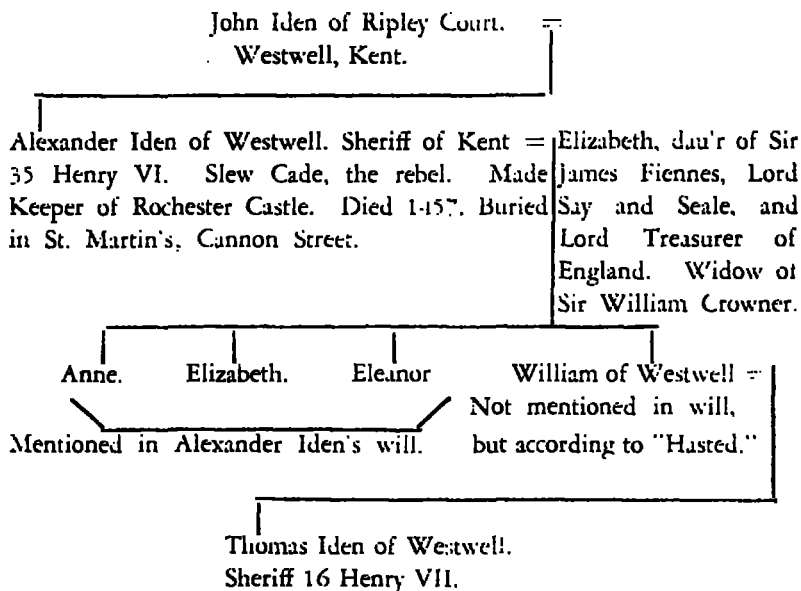 John Iden of Ripley Court. =
Westwell, Kent.
Alexander Iden of Westwell. Sheriff of Kent =
35 Henry VI. Slew Cade, the rebel. Made
Keeper of Rochester Castle. Died 1457. Buried
in St. Martin's, Cannon Street.
Elizabeth, dau'r of Sir
James Fiennes, Lord
Say and Seale, and
Lord Treasurer of
England. Widow of
Sir William Crowner.
Anne. Elizabeth. Eleanor
Mentioned in Alexander Iden's will.
William of Westwell =
Not mentioned in will,
but according to "Hasted."
Thomas Iden of Westwell.
Sheriff 16 Henry VII.